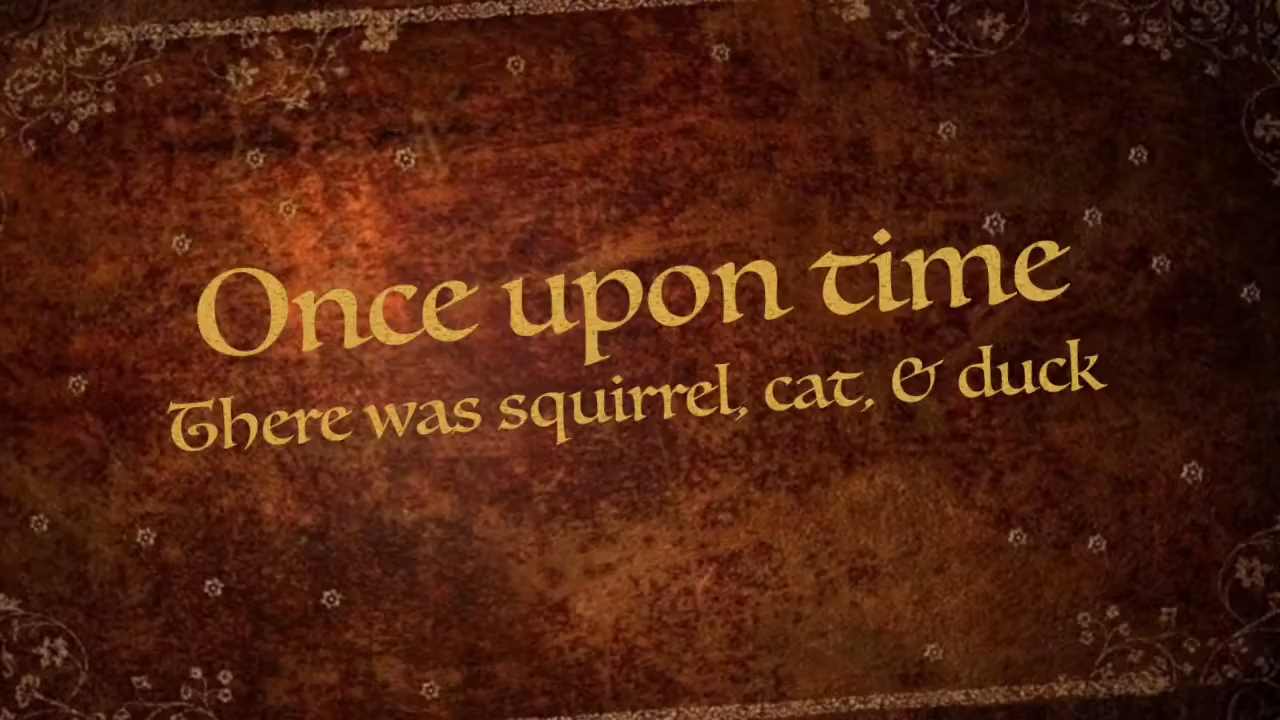 Once upon time
There was squirrel, cat, & duck